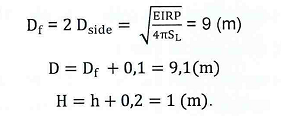 D_f = 2 D_side = √(EIRP / 4πS_L) = 9 (m)
D = D_f + 0,1 = 9,1(m)
H = h + 0,2 = 1 (m).